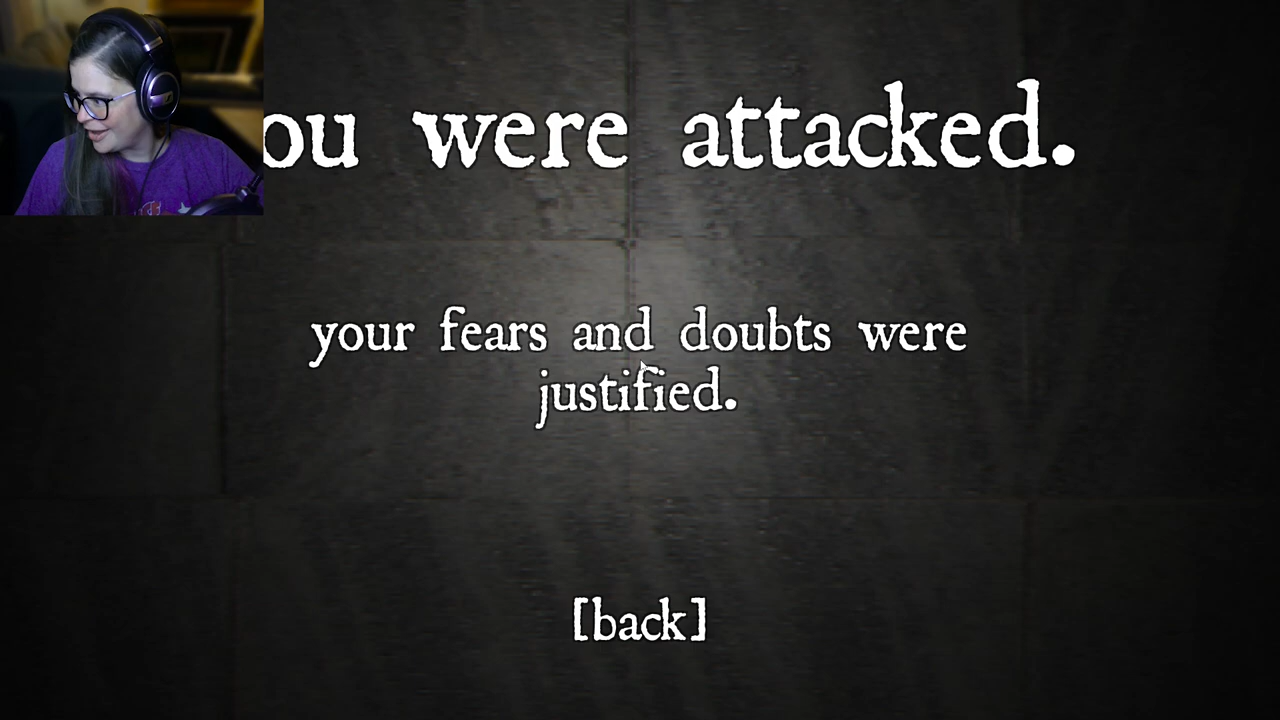 ou were attacked.
your fears and doubts were
justified.
[back]